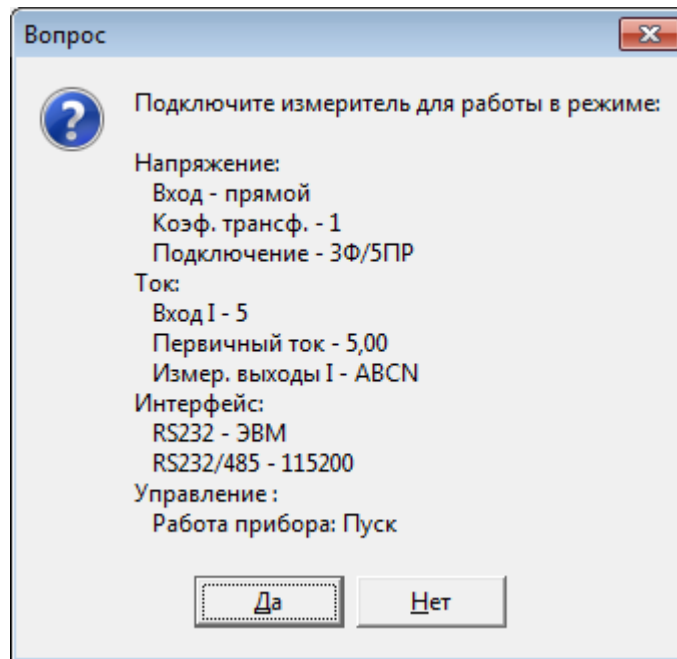 Вопрос
Подключите измеритель для работы в режиме:
Напряжение:
Вход - прямой
Коэф. трансф. - 1
Подключение - 3Ф/5ПР
Ток:
Вход I - 5
Первичный ток - 5,00
Измер. выходы I - ABCN
Интерфейс:
RS232 - ЭВМ
RS232/485 - 115200
Управление :
Работа прибора: Пуск
Да
Нет